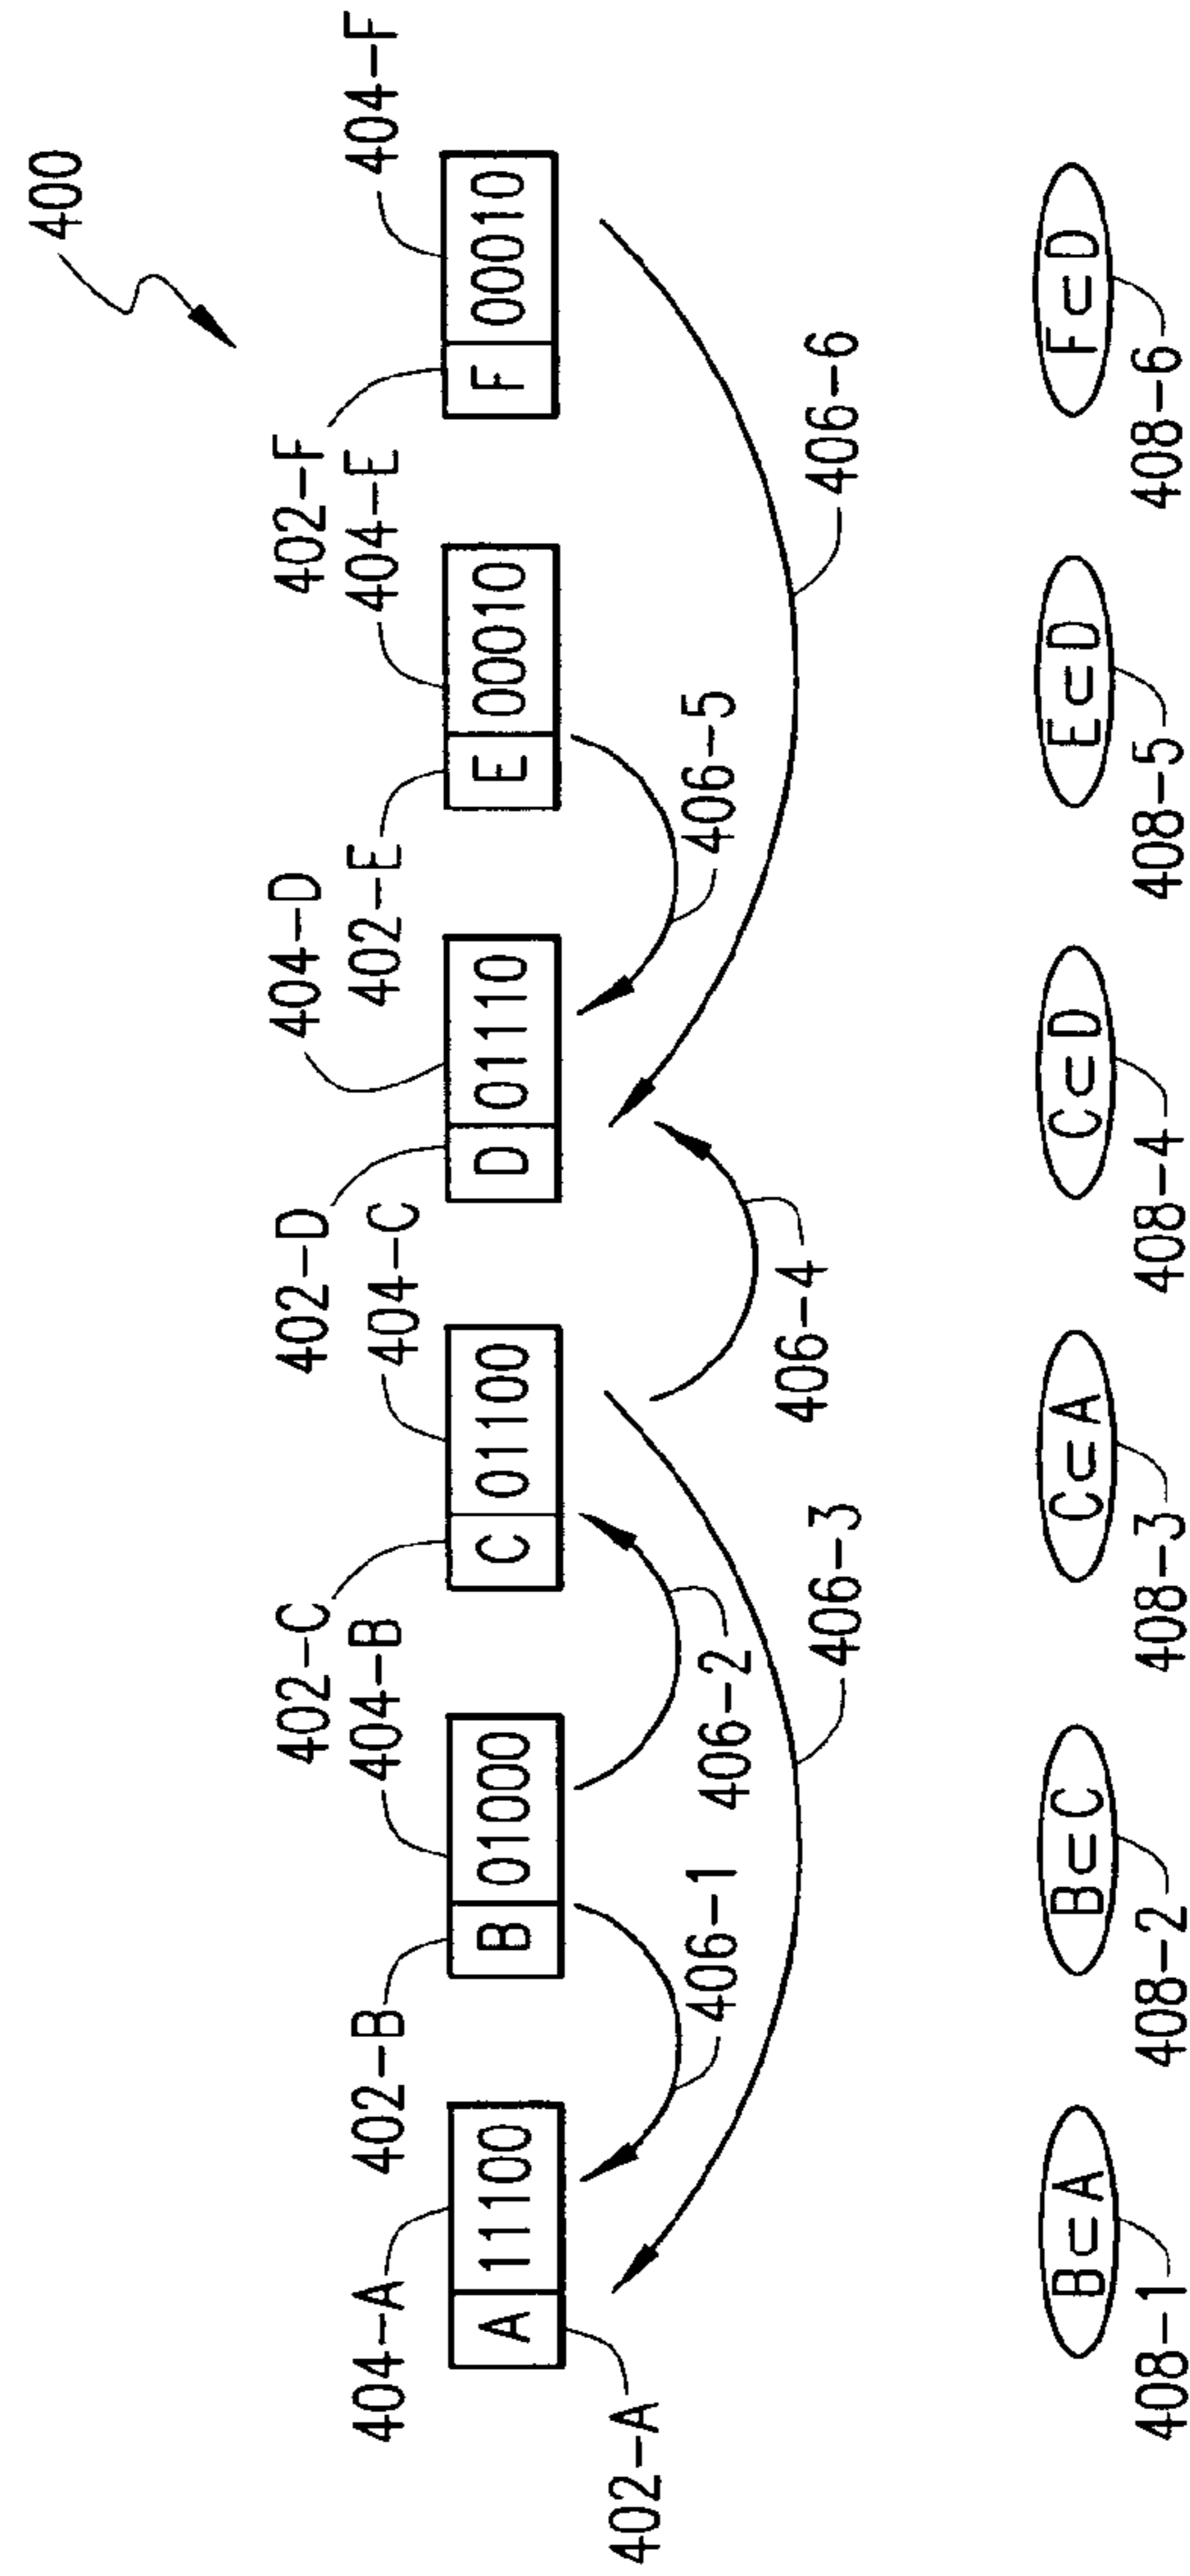 400
404-A
402-B
404-B
402-C
404-C
402-D
404-D
402-E
404-E
402-F
404-F
A 11100
B 01000
C 01100
D 01110
E 00010
F 00010
402-A
406-1
406-2
406-3
406-4
406-5
406-6
B⊂A
B⊂C
C⊂A
C⊂D
E⊂D
F⊂D
408-1
408-2
408-3
408-4
408-5
408-6